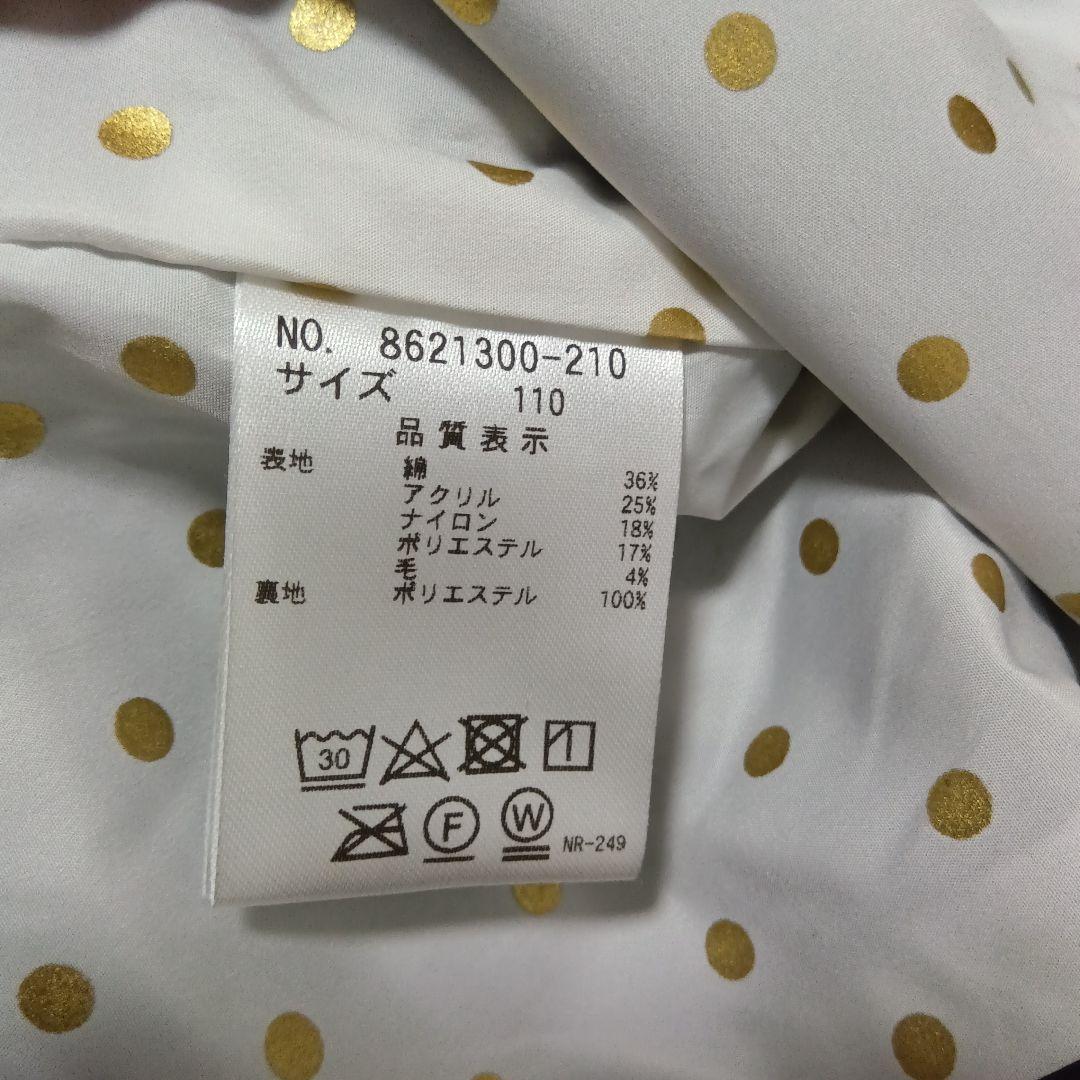 NO. 8621300-210
サイズ 110
品質表示
表地 綿 36%
アクリル 25%
ナイロン 18%
ポリエステル 17%
毛 4%
裏地 ポリエステル 100%
30
F W NR-249